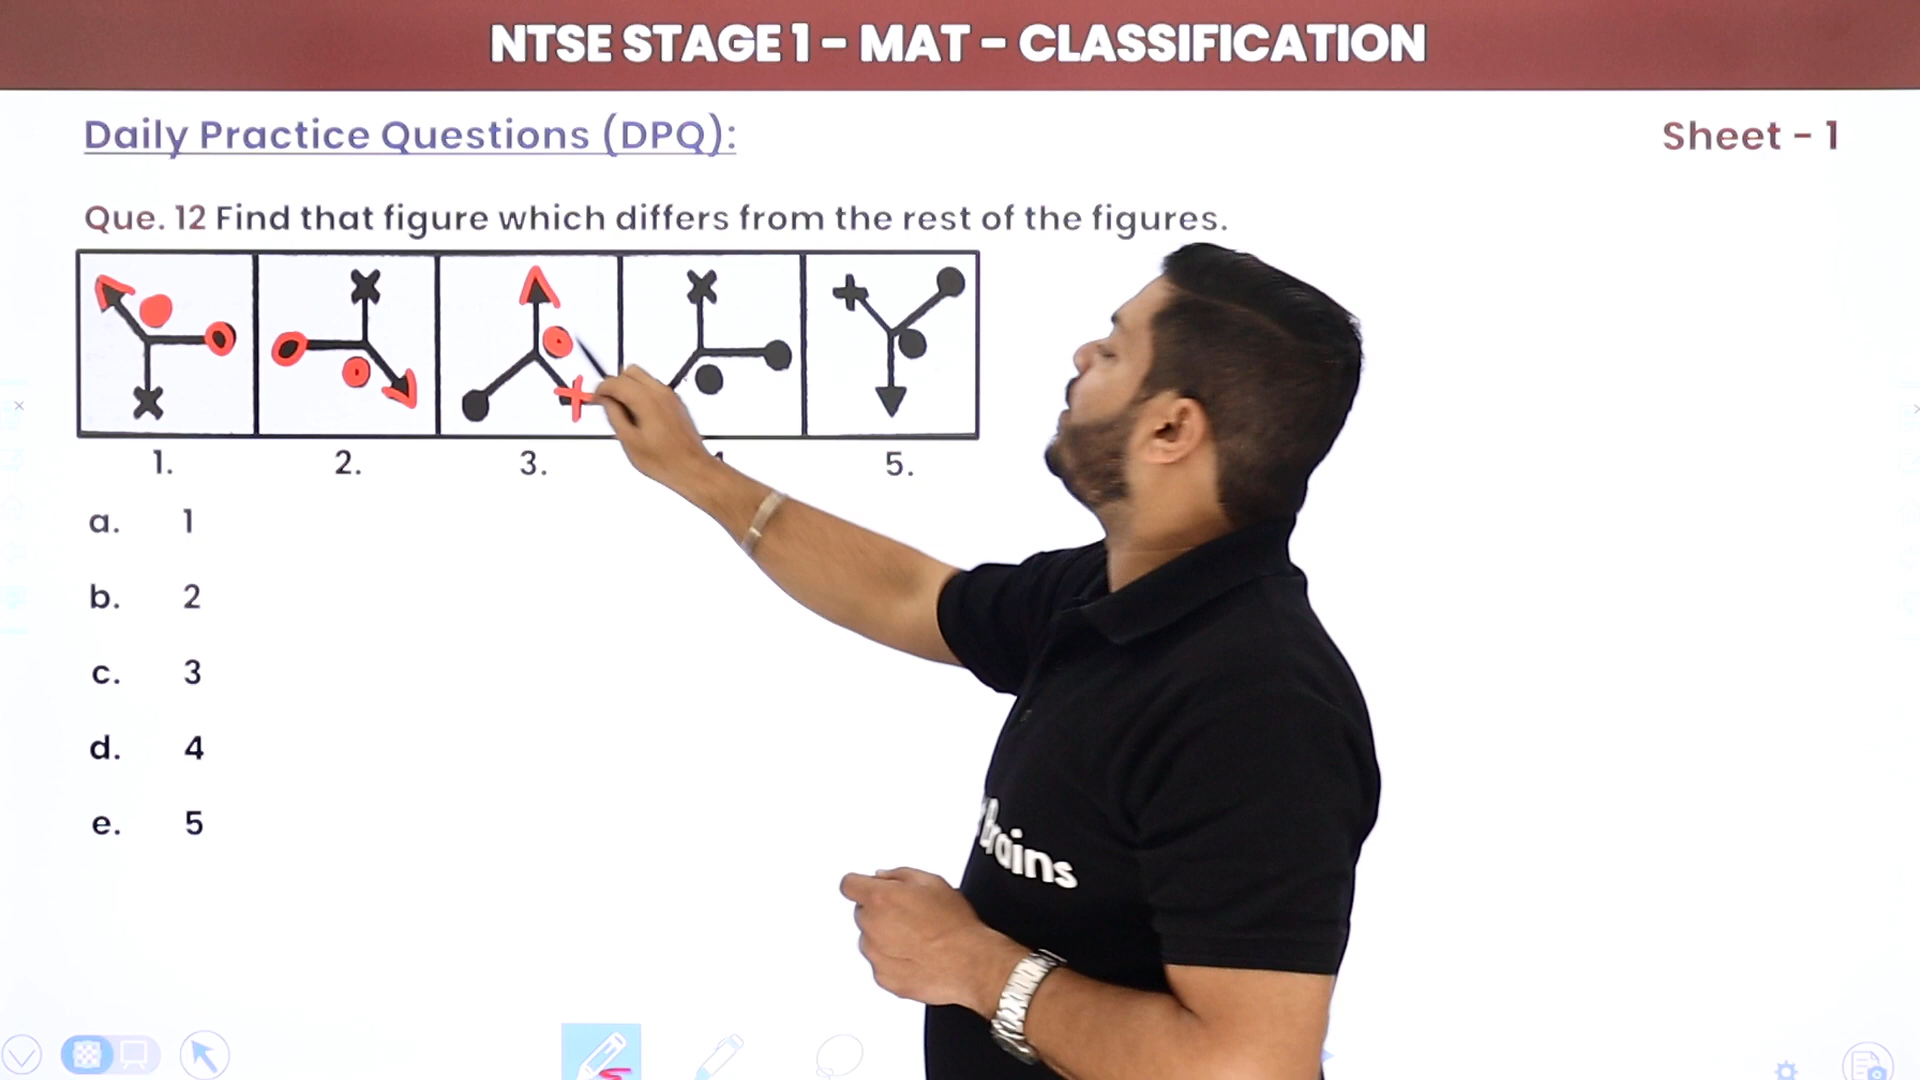 NTSE STAGE 1 - MAT - CLASSIFICATION
Daily Practice Questions (DPQ):
Sheet - 1
Que. 12 Find that figure which differs from the rest of the figures.
1. 2. 3. 5.
a. 1
b. 2
c. 3
d. 4
e. 5